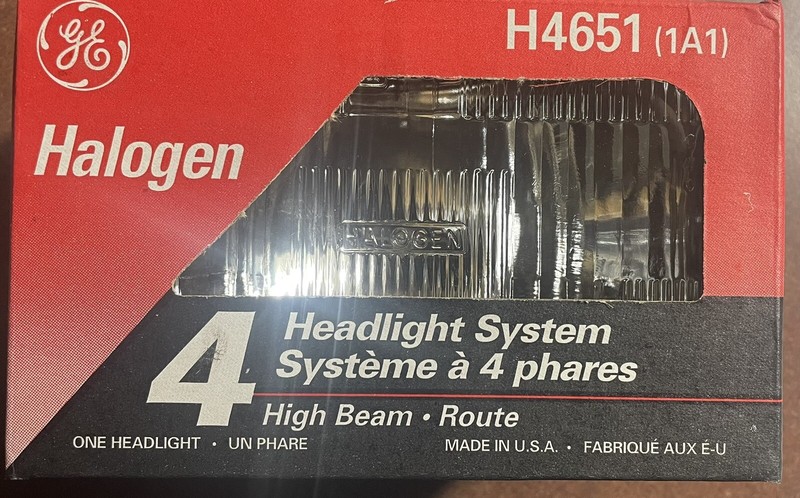 GE
H4651 (1A1)
Halogen
HALOGEN
4 Headlight System
Système à 4 phares
High Beam • Route
ONE HEADLIGHT • UN PHARE
MADE IN U.S.A. • FABRIQUÉ AUX É-U